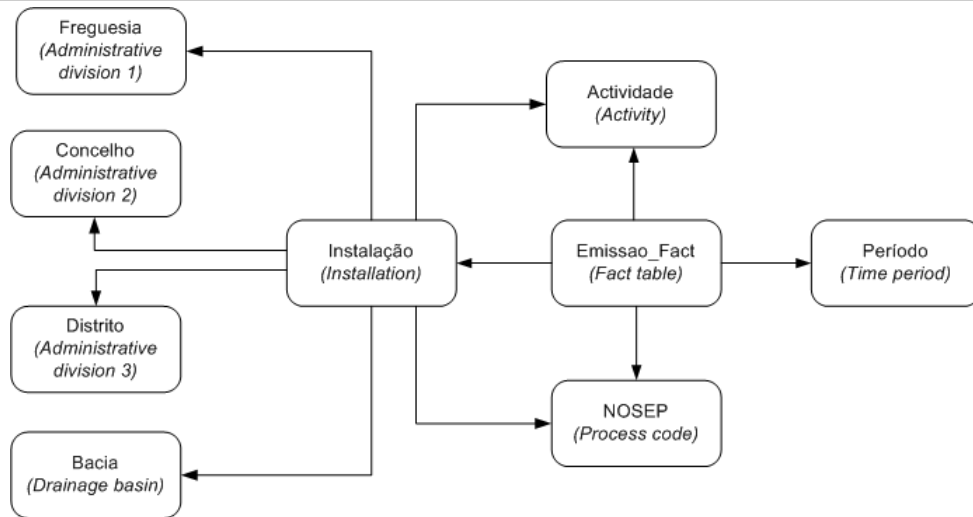 Freguesia
(Administrative
division 1)
Concelho
(Administrative
division 2)
Distrito
(Administrative
division 3)
Bacia
(Drainage basin)
Instalação
(Installation)
Actividade
(Activity)
Emissao_Fact
(Fact table)
NOSEP
(Process code)
Período
(Time period)